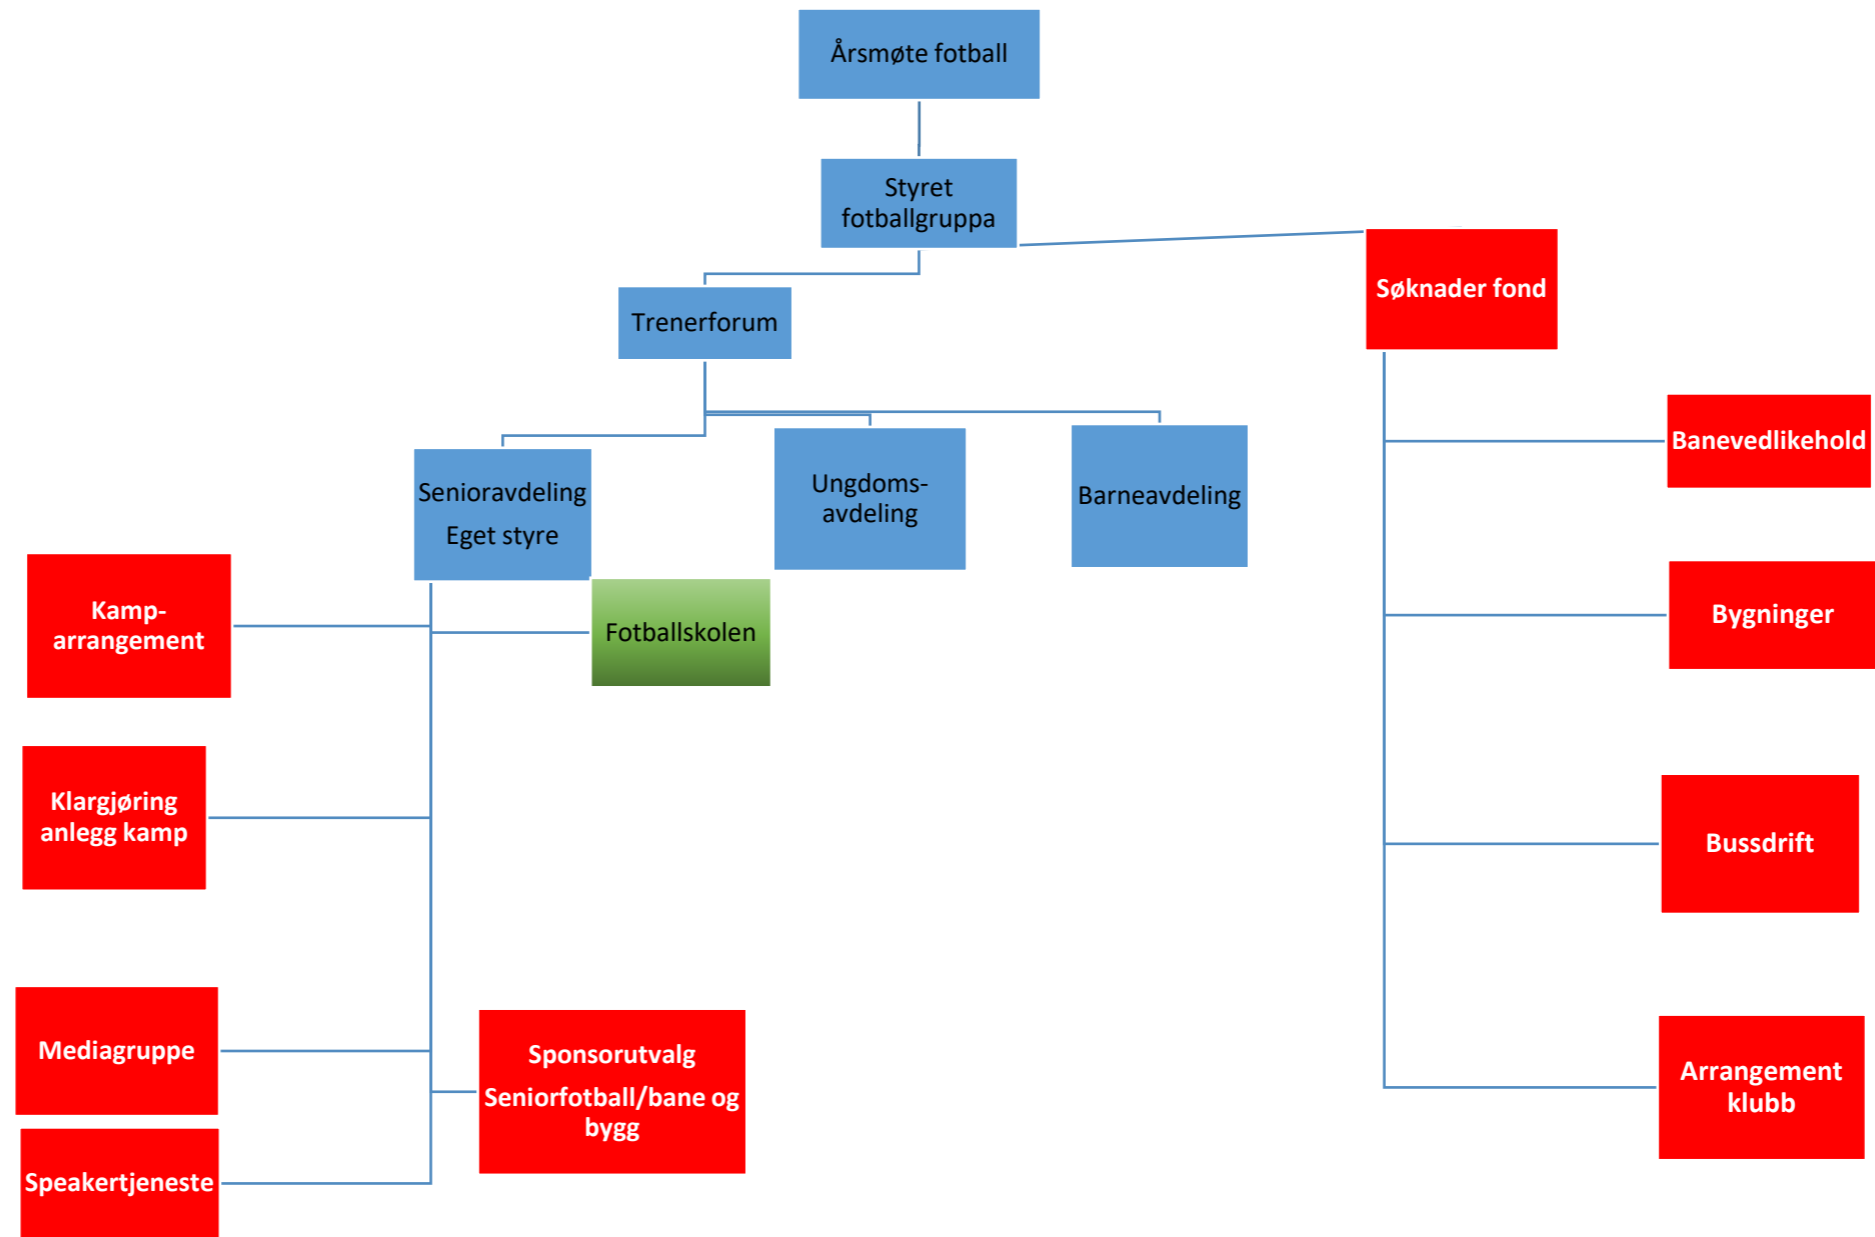 Årsmøte fotball
Styret
fotballgruppa
Søknader fond
Trenerforum
Banevedlikehold
Senioravdeling
Eget styre
Ungdoms-
avdeling
Barneavdeling
Kamp-
arrangement
Fotballskolen
Bygninger
Klargjøring
anlegg kamp
Bussdrift
Mediagruppe
Sponsorutvalg
Seniorfotball/bane og
bygg
Arrangement
klubb
Speakertjeneste